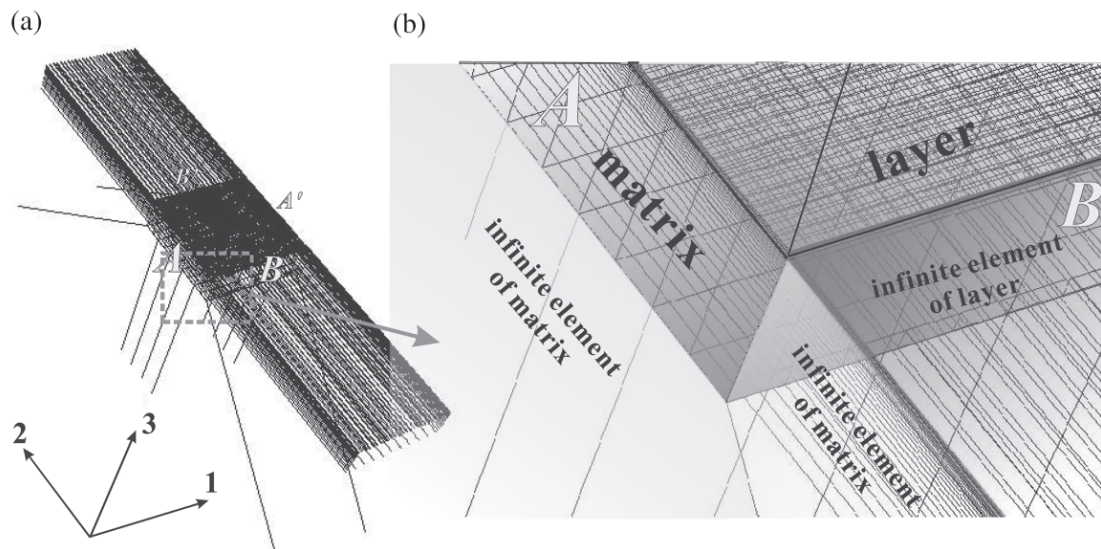 (a)
(b)
B
A'
A
B
2
3
1
A
matrix
layer
B
infinite element
of matrix
infinite element
of layer
infinite element
of matrix